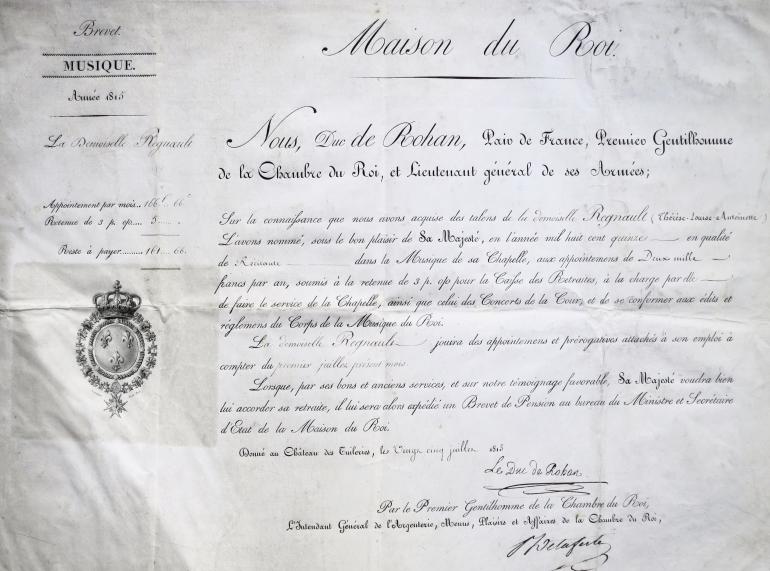 Brevet.
MUSIQUE.
Année 1815
La Demoiselle Regnault
Appointement par mois.. 166 f. 66 c.
Retenue de 3 p. o/o..... 5 .... "
Reste à payer........ 161 .... 66.
Maison du Roi.
Nous, Duc de Rohan, Pair de France, Premier Gentilhomme
de la Chambre du Roi, et Lieutenant général de ses Armées;
Sur la connaissance que nous avons acquise des talens de la demoiselle Regnault (Thérèse-Louise Antoinette)
L'avons nommé, sous le bon plaisir de Sa Majesté, en l'année mil huit cent quinze en qualité
de Récitante dans la Musique de sa Chapelle, aux appointemens de Deux mille
francs par an, soumis à la retenue de 3 p. o/o pour la Caisse des Retraites, à la charge par elle
de faire le service de la Chapelle, ainsi que celui des Concerts de la Cour, et de se conformer aux édits et
règlemens du Corps de la Musique du Roi.
La demoiselle Regnault jouira des appointemens et prérogatives attachés à son emploi à
compter du premier juillet présent mois.
Lorsque, par ses bons et anciens services, et sur notre témoignage favorable, Sa Majesté voudra bien
lui accorder sa retraite, il lui sera alors expédié un Brevet de Pension au bureau du Ministre et Secrétaire
d'Etat de la Maison du Roi.
Donné au Château des Tuileries, les Vingt cinq juillet 1815
Le Duc de Rohan
Par le Premier Gentilhomme de la Chambre du Roi,
L'Intendant Général de l'Argenterie, Menus, Plaisirs et Affaires de la Chambre du Roi,